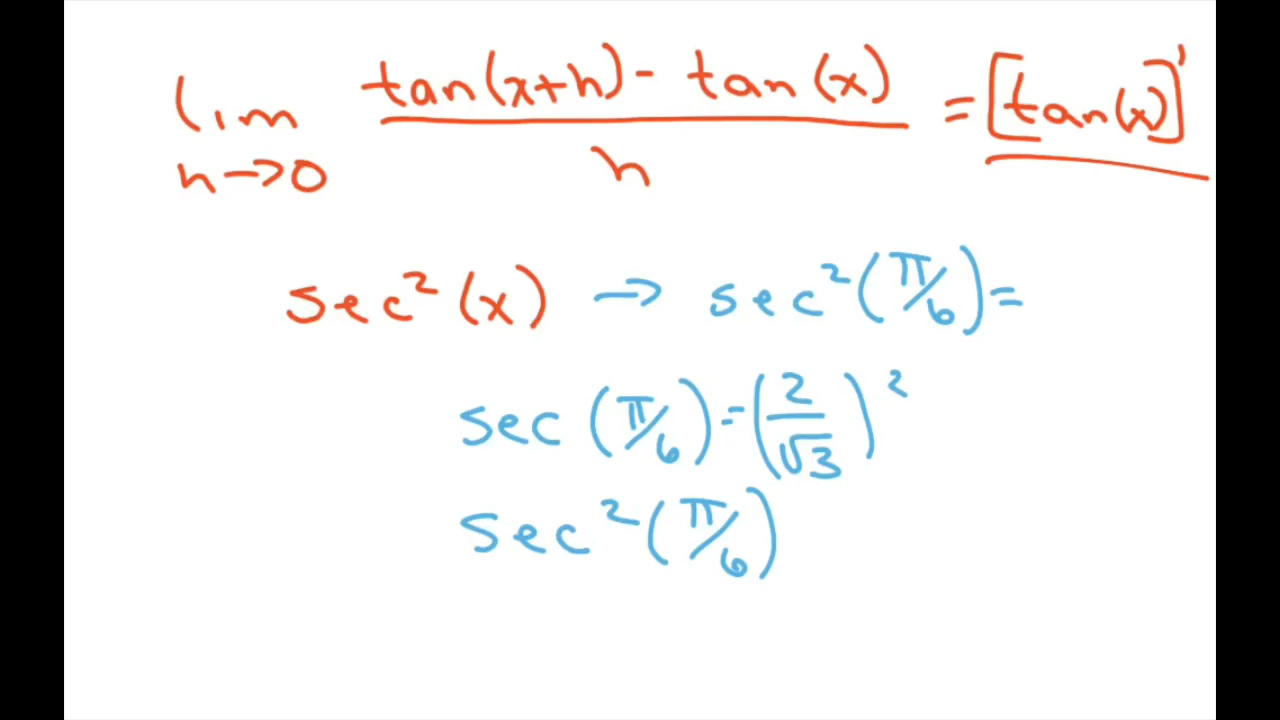 lim h→0 (tan(x+h) - tan(x)) / h = [tan(x)]'
sec²(x) → sec²(π/6) =
sec(π/6) = (2/√3)²
sec²(π/6)